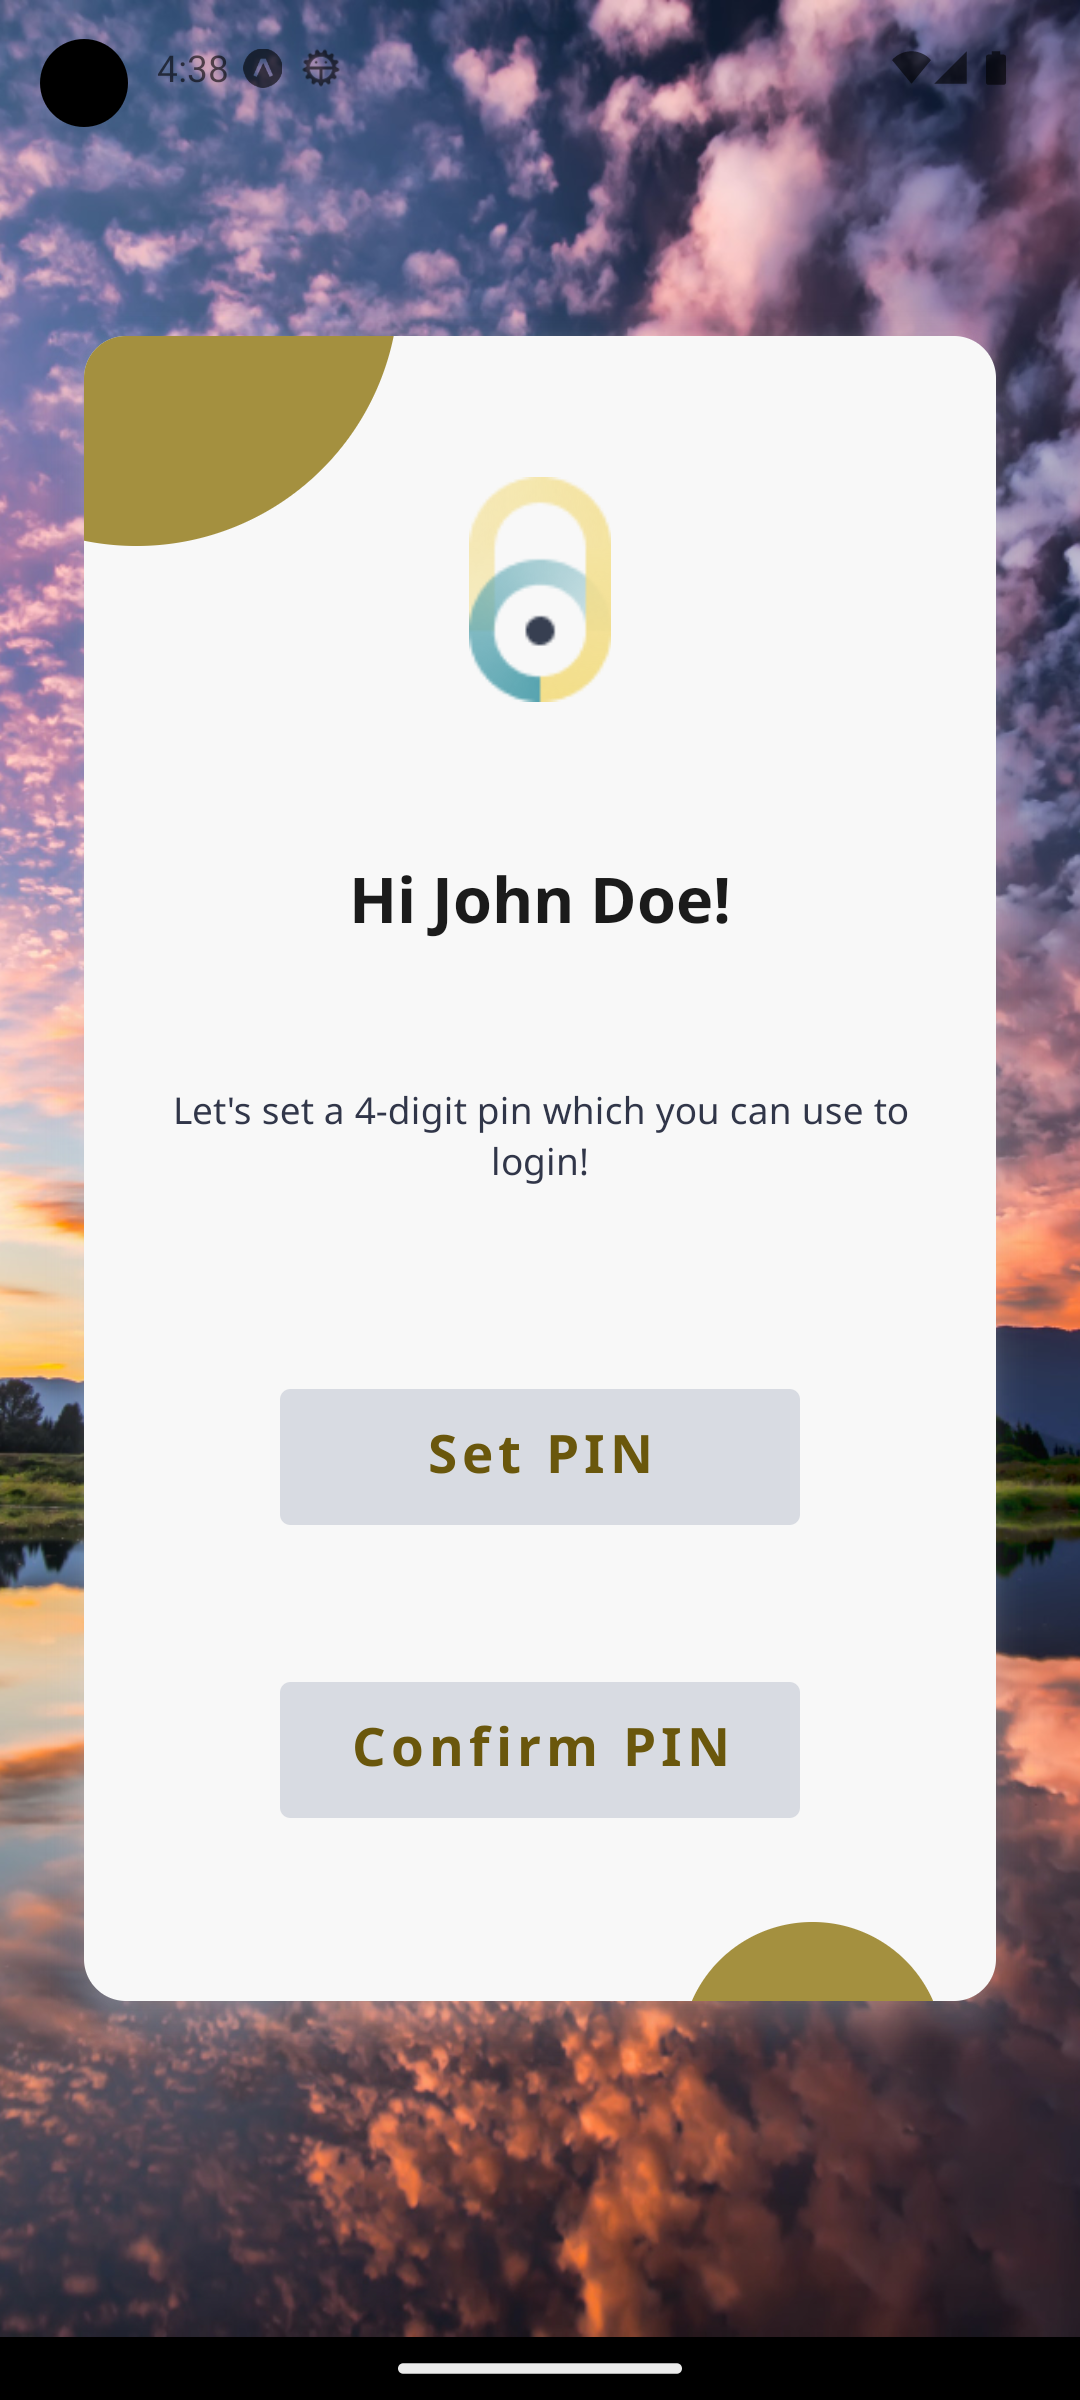 4:38
Hi John Doe!
Let's set a 4-digit pin which you can use to
login!
Set PIN
Confirm PIN